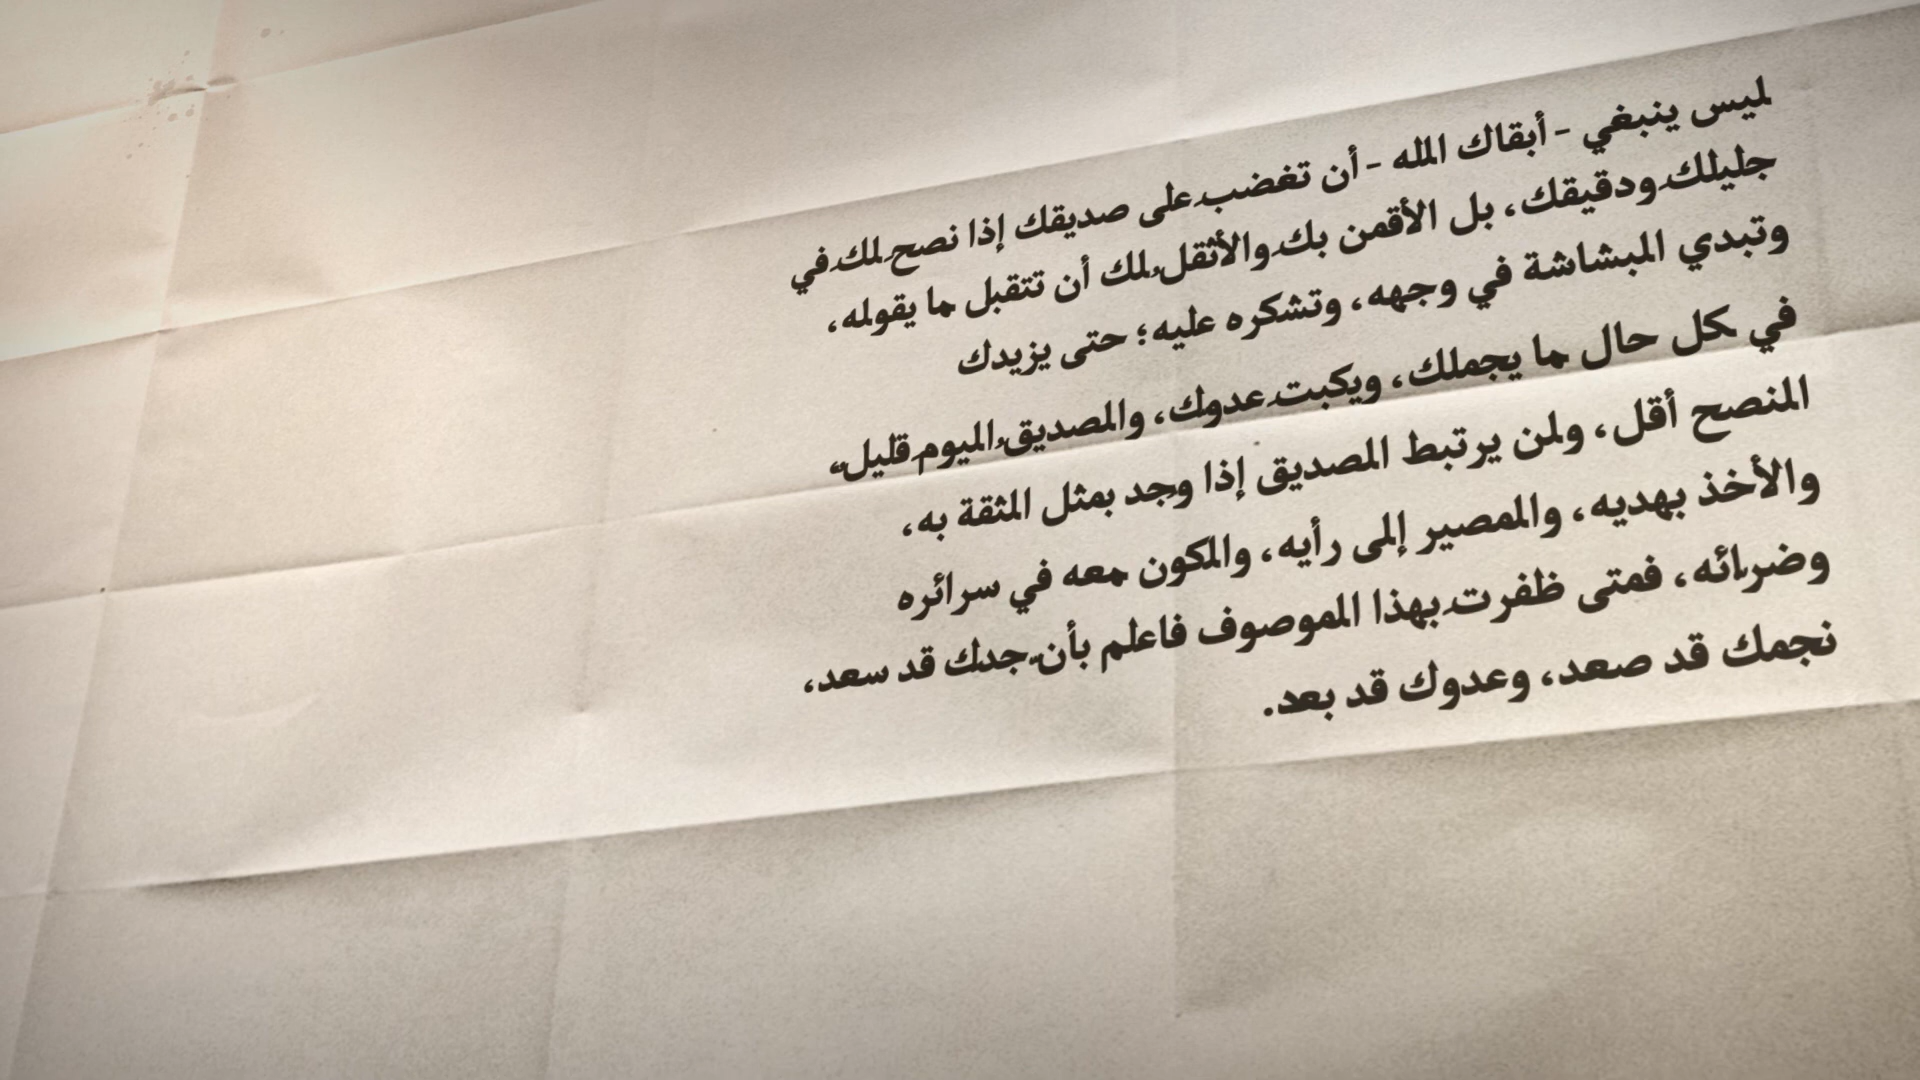 ليس ينبغي - أبقاك الله - أن تغضب على صديقك إذا نصح لك في
جليلك ودقيقك، بل الأقمن بك والأثقل لك أن تتقبل ما يقوله،
وتبدي البشاشة في وجهه، وتشكره عليه؛ حتى يزيدك
في كل حال ما يجملك، ويكبت عدوك، والصديق اليوم قليل،
النصح أقل، ولن يرتبط الصديق إذا وجد بمثل الثقة به،
والأخذ بهديه، والمصير إلى رأيه، والكون معه في سرائره
وضرائه، فمتى ظفرت بهذا الموصوف فاعلم بأن جدك قد سعد،
نجمك قد صعد، وعدوك قد بعد.